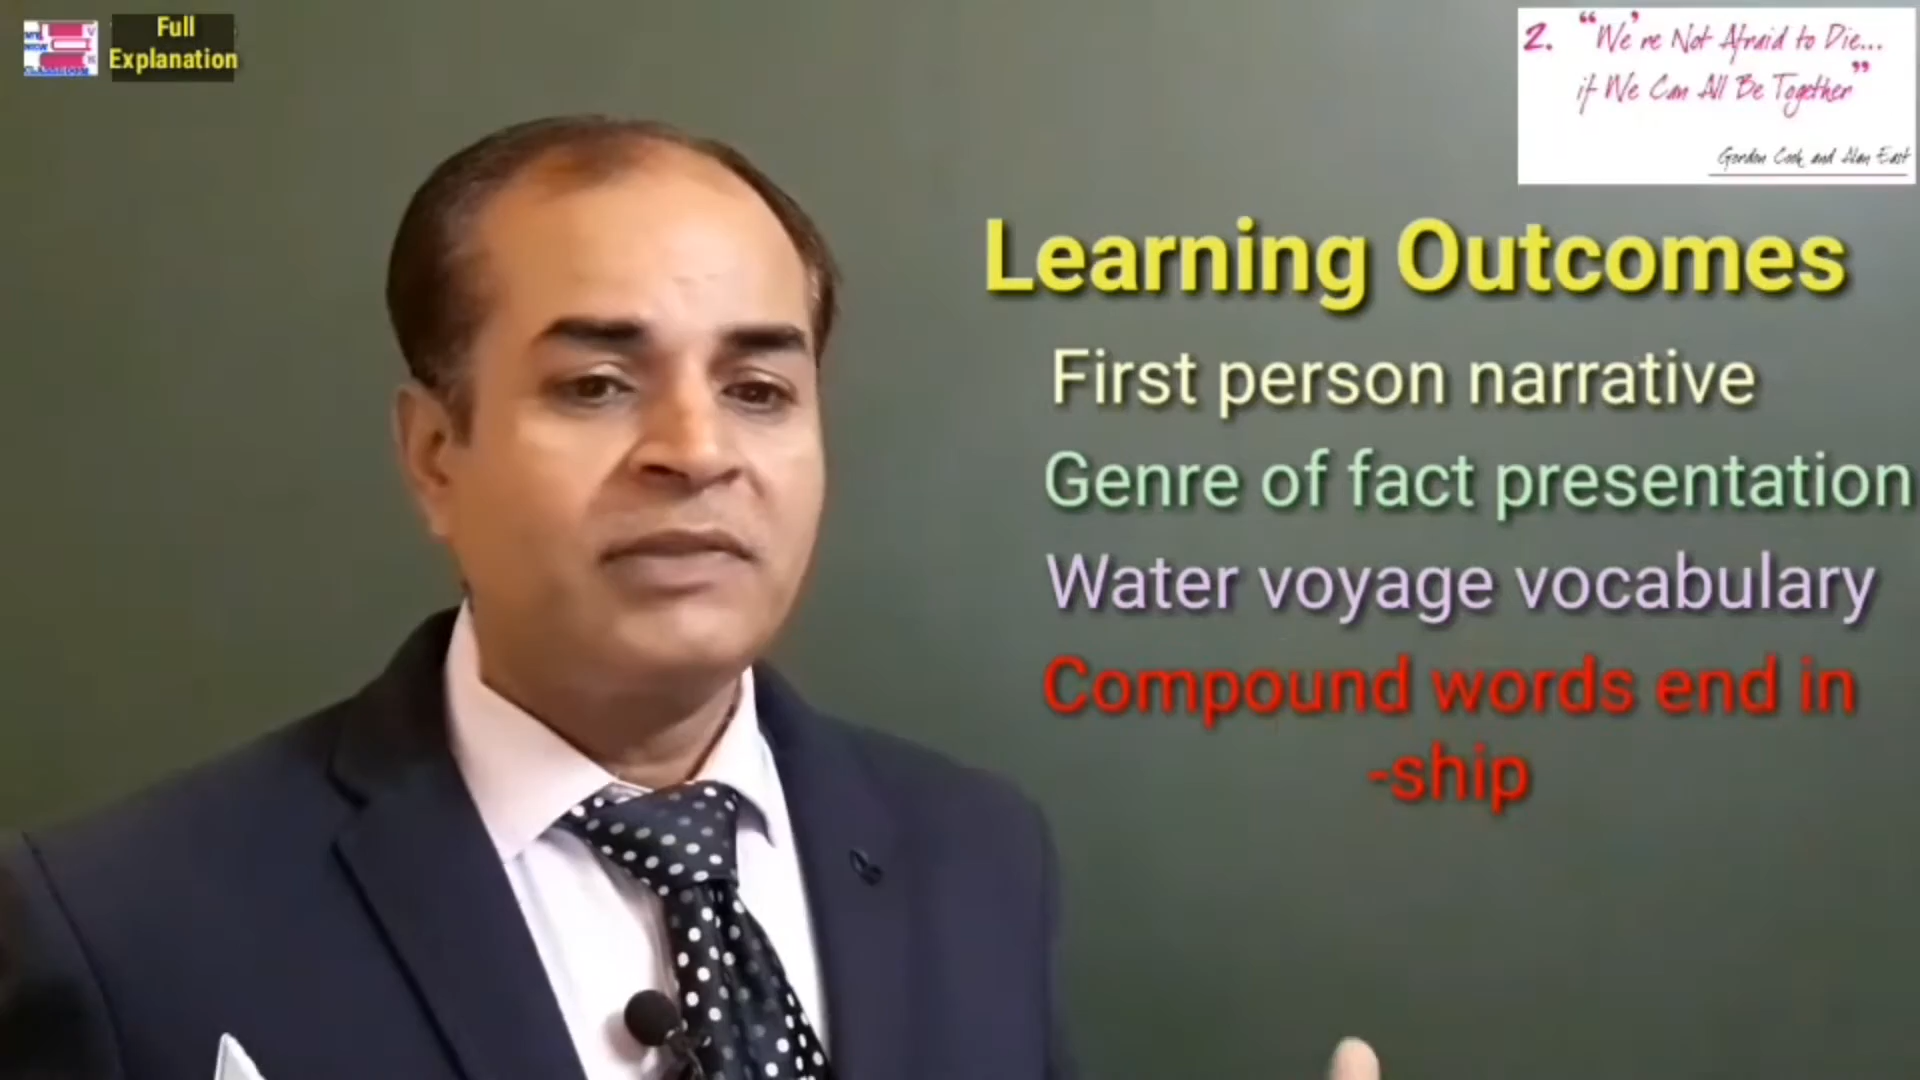 Full
Explanation
2. "We're Not Afraid to Die...
if We Can All Be Together"
Gordon Cook and Alan East
Learning Outcomes
First person narrative
Genre of fact presentation
Water voyage vocabulary
Compound words end in
-ship